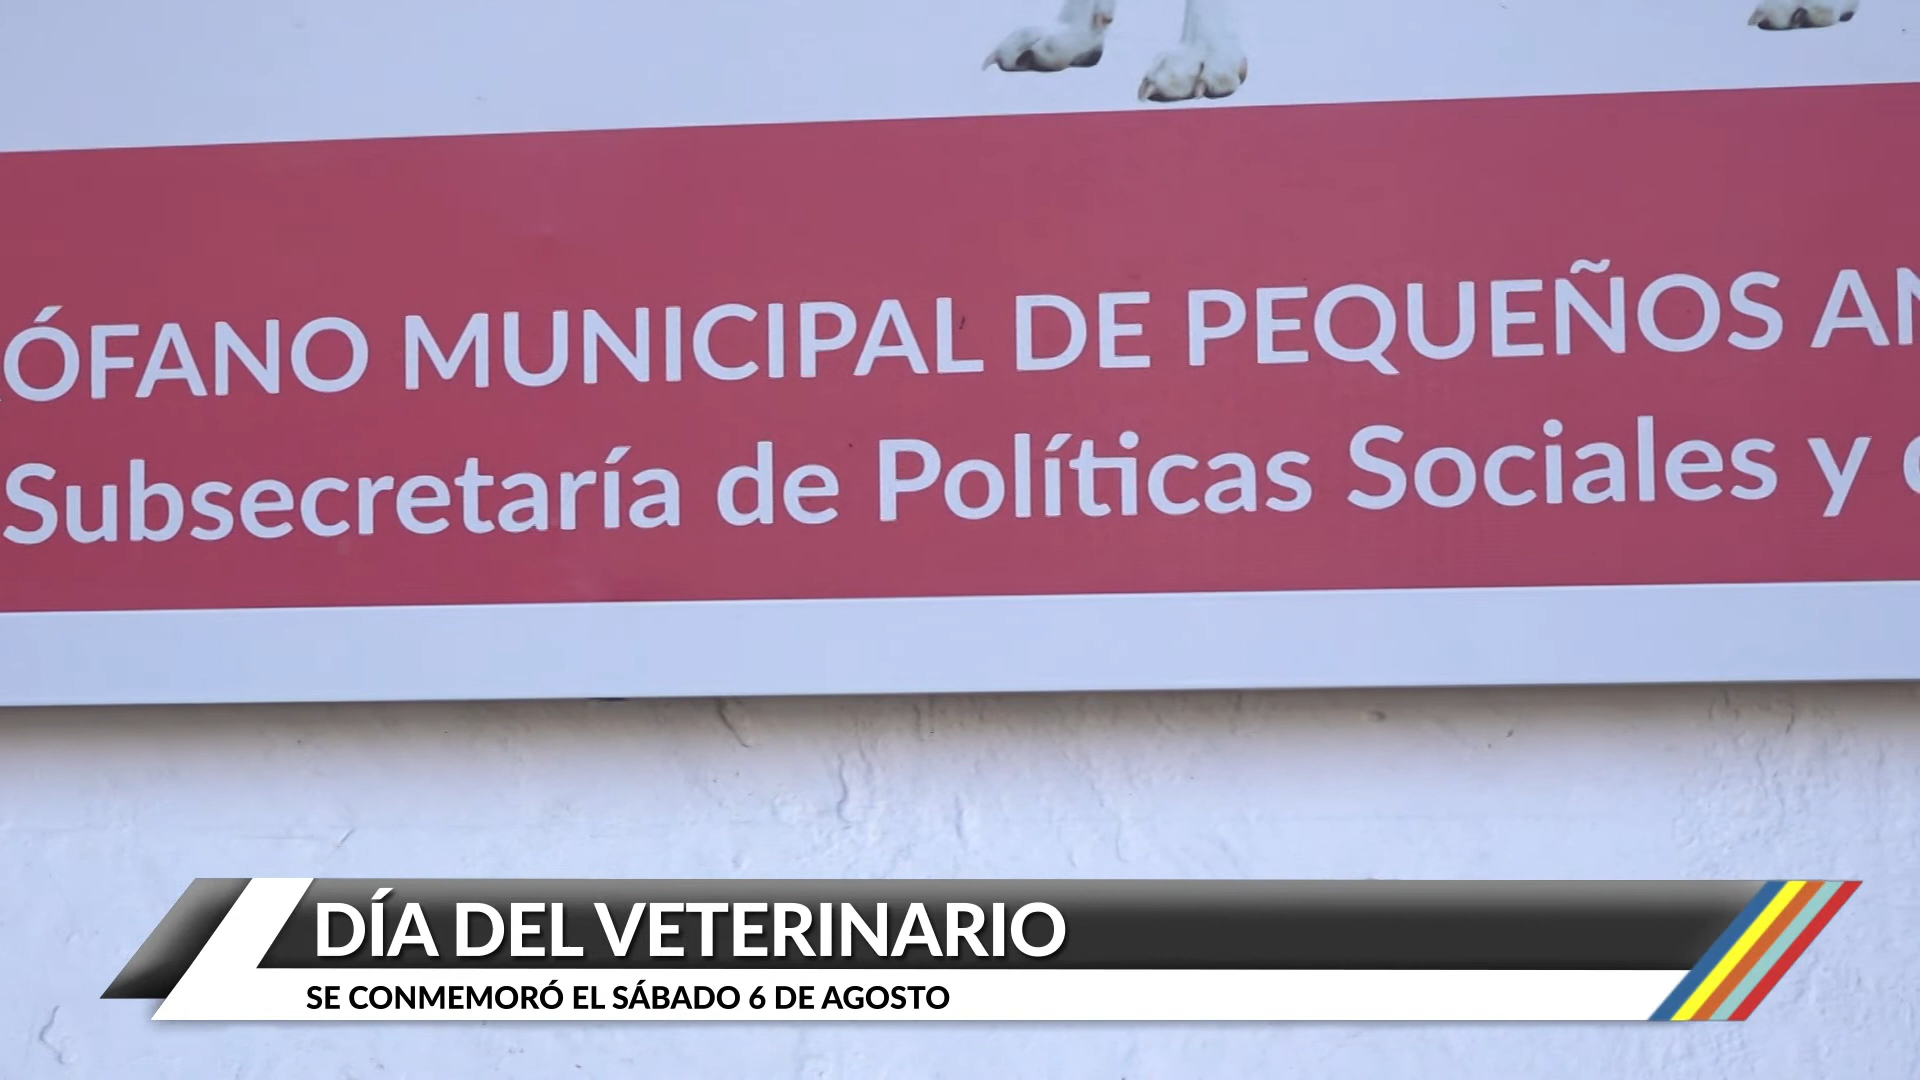 ÓFANO MUNICIPAL DE PEQUEÑOS AN
Subsecretaría de Políticas Sociales y
DÍA DEL VETERINARIO
SE CONMEMORÓ EL SÁBADO 6 DE AGOSTO